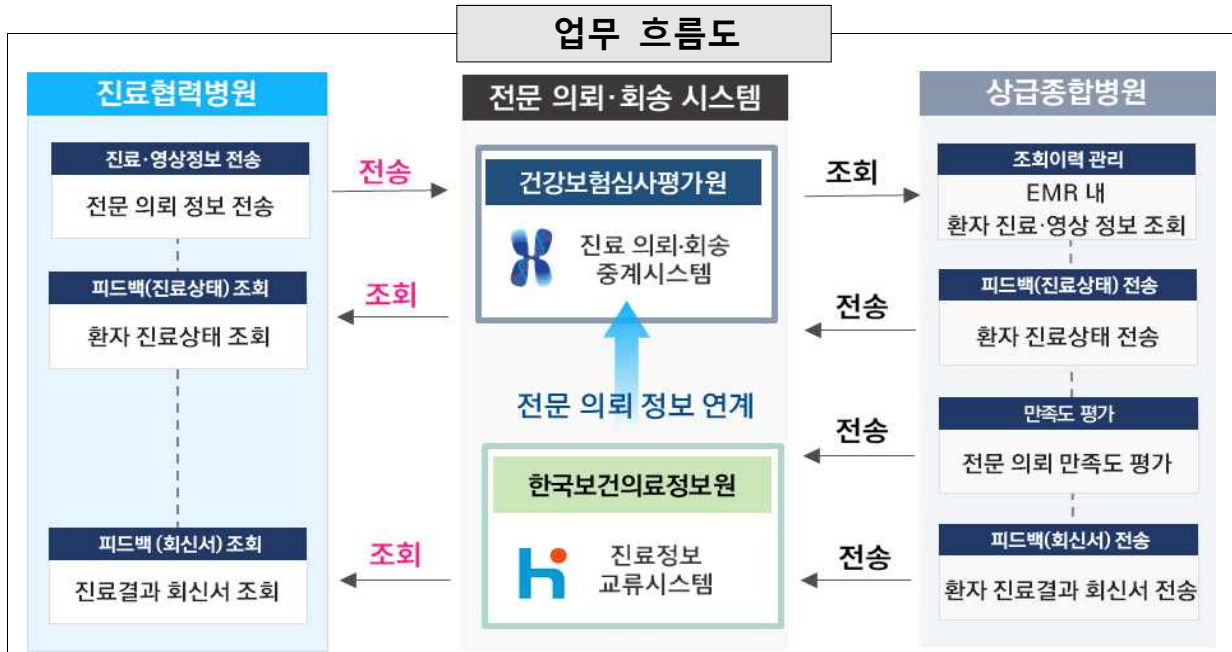 업무 흐름도
진료협력병원
진료·영상정보 전송
전문 의뢰 정보 전송
피드백(진료상태) 조회
환자 진료상태 조회
피드백 (회신서) 조회
진료결과 회신서 조회
전송
조회
조회
전문 의뢰·회송 시스템
건강보험심사평가원
진료 의뢰·회송
중계시스템
전문 의뢰 정보 연계
한국보건의료정보원
진료정보
교류시스템
조회
전송
전송
전송
상급종합병원
조회이력 관리
EMR 내
환자 진료·영상 정보 조회
피드백(진료상태) 전송
환자 진료상태 전송
만족도 평가
전문 의뢰 만족도 평가
피드백(회신서) 전송
환자 진료결과 회신서 전송